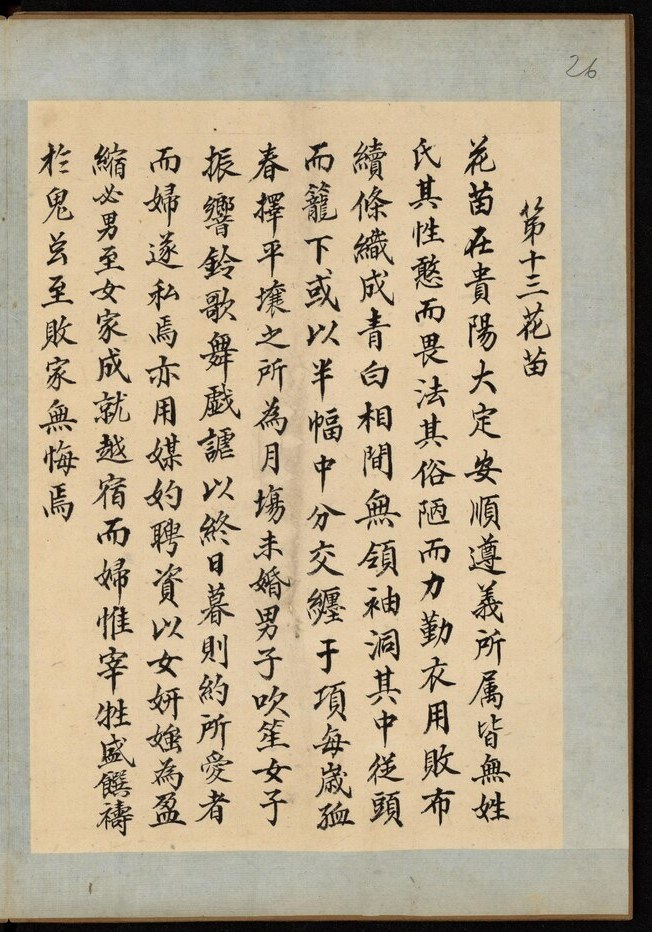 26
第十三花苗
花苗在貴陽大定安順遵義所属皆無姓
氏其性憨而畏法其俗陋而力勤衣用敗布
續條織成青白相間無領袖洞其中從頭
而籠下或以半幅中分交纏于項每歲孟
春擇平壤之所為月塲未婚男子吹笙女子
振響鈴歌舞戲謔以終日暮則約所愛者
而婦遂私焉亦用媒妁聘資以女妍媸為盈
縮必男至女家成就越宿而婦惟宰牲盛饌禱
於鬼甚至敗家無悔焉